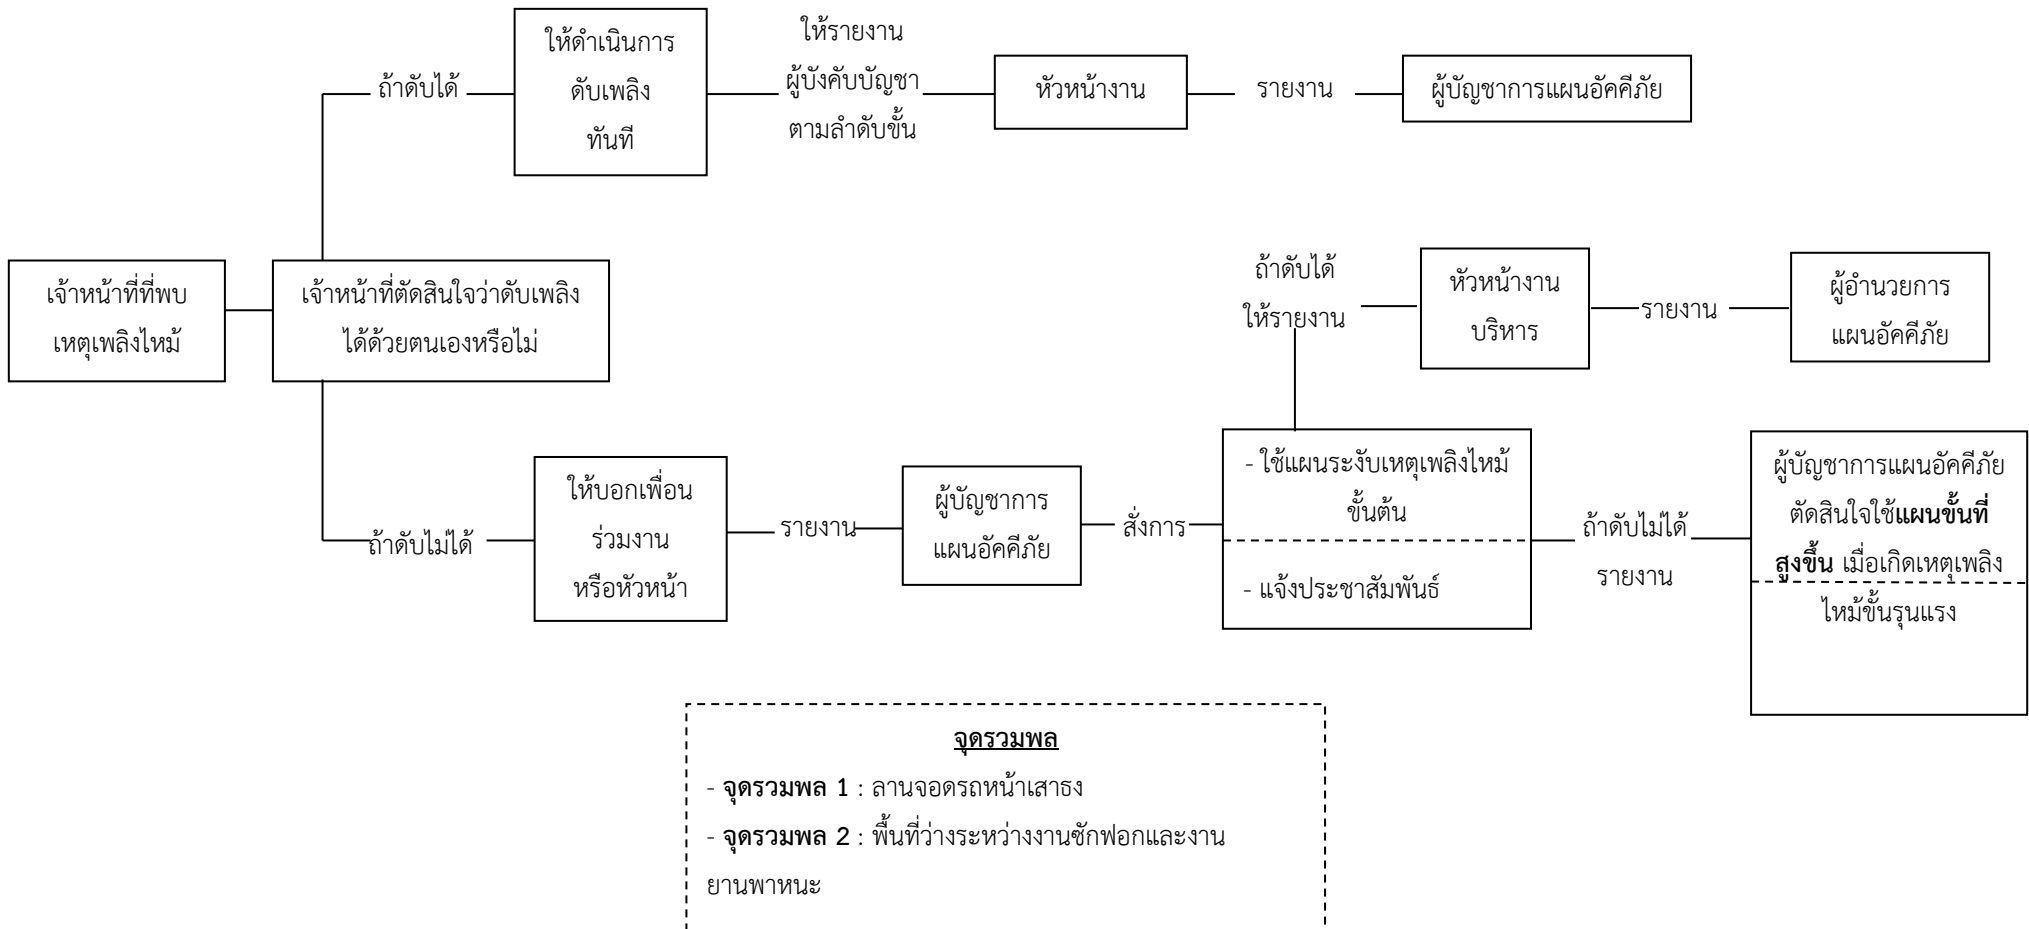 ถ้าดับได้
ให้ดำเนินการ
ดับเพลิง
ทันที
ให้รายงาน
ผู้บังคับบัญชา
ตามลำดับขั้น
หัวหน้างาน
รายงาน
ผู้บัญชาการแผนอัคคีภัย
เจ้าหน้าที่ที่พบ
เหตุเพลิงไหม้
เจ้าหน้าที่ตัดสินใจว่าดับเพลิง
ได้ด้วยตนเองหรือไม่
ถ้าดับได้
ให้รายงาน
หัวหน้างาน
บริหาร
รายงาน
ผู้อำนวยการ
แผนอัคคีภัย
ถ้าดับไม่ได้
ให้บอกเพื่อน
ร่วมงาน
หรือหัวหน้า
รายงาน
ผู้บัญชาการ
แผนอัคคีภัย
สั่งการ
- ใช้แผนระงับเหตุเพลิงไหม้
ขั้นต้น
- แจ้งประชาสัมพันธ์
ถ้าดับไม่ได้
รายงาน
ผู้บัญชาการแผนอัคคีภัย
ตัดสินใจใช้แผนขั้นที่
สูงขึ้น เมื่อเกิดเหตุเพลิง
ไหม้ขั้นรุนแรง
จุดรวมพล
- จุดรวมพล 1 : ลานจอดรถหน้าเสาธง
- จุดรวมพล 2 : พื้นที่ว่างระหว่างงานซักฟอกและงาน
ยานพาหนะ